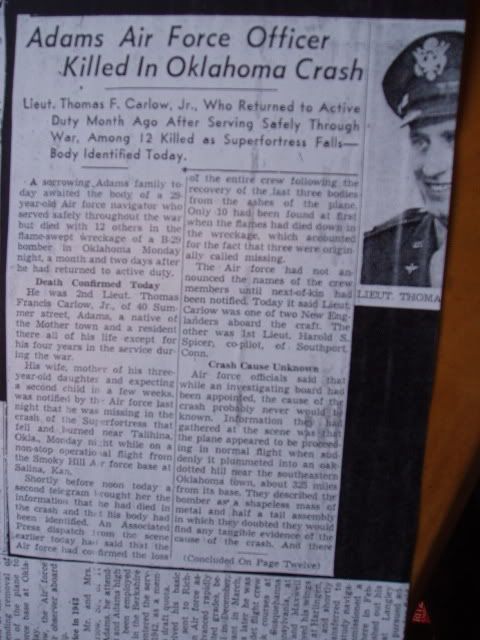 Adams Air Force Officer
Killed In Oklahoma Crash
Lieut. Thomas F. Carlow, Jr., Who Returned to Active
Duty Month Ago After Serving Safely Through
War, Among 12 Killed as Superfortress Falls—
Body Identified Today.
A sorrowing Adams family to-
day awaited the body of a
year-old Air force navigator who
served safely throughout the war
but died with 12 others in the
flame-swept wreckage of a B-29
bomber in Oklahoma Monday
night, a month and two days after
he had returned to active duty.
Death Confirmed Today
He was 2nd Lieut. Thomas
Francis Carlow, Jr., of 40 Sum-
mer street, Adams, a native of
the Mother town and a resident
there all of his life except for
his four years in the service dur-
ing the war.
His wife, mother of his three-
year-old daughter and expecting
a second child in a few weeks,
was notified by the Air force last
night that he was missing in the
crash of the Superfortress that
fell and burned near Talihina,
Okla., Monday night while on a
non-stop operational flight from
the Smoky Hill Air force base at
Salina, Kan.
Shortly before noon today a
second telegram brought her the
information that he had died in
the crash and that his body had
been identified. An Associated
Press dispatch from the scene
earlier today had said that the
Air force had confirmed the loss
of the entire crew following the
recovery of the last three bodies
from the ashes of the plane.
Only 10 had been found at first
when the flames had died down in
the wreckage, which accounted
for the fact that three were origin-
ally called missing.
The Air force had not an-
nounced the names of the crew
members until next-of-kin had
been notified. Today it said Lieut.
Carlow was one of two New Eng-
landers aboard the craft. The
other was 1st Lieut. Harold S.
Spicer, co-pilot, of Southport,
Conn.
Crash Cause Unknown
Air force officials said that
while an investigating board had
been appointed, the cause of the
crash probably never would be
known. Information they had
gathered at the scene was that
the plane appeared to be proceed-
ing in normal flight when sud-
denly it plummeted into an oak-
dotted hill near the southeastern
Oklahoma town, about 325 miles
from its base. They described the
bomber as a shapeless mass of
metal and half a tail assembly
in which they doubted they would
find any tangible evidence of the
cause of the crash. And there
(Concluded On Page Twelve)
LIEUT. THOMA